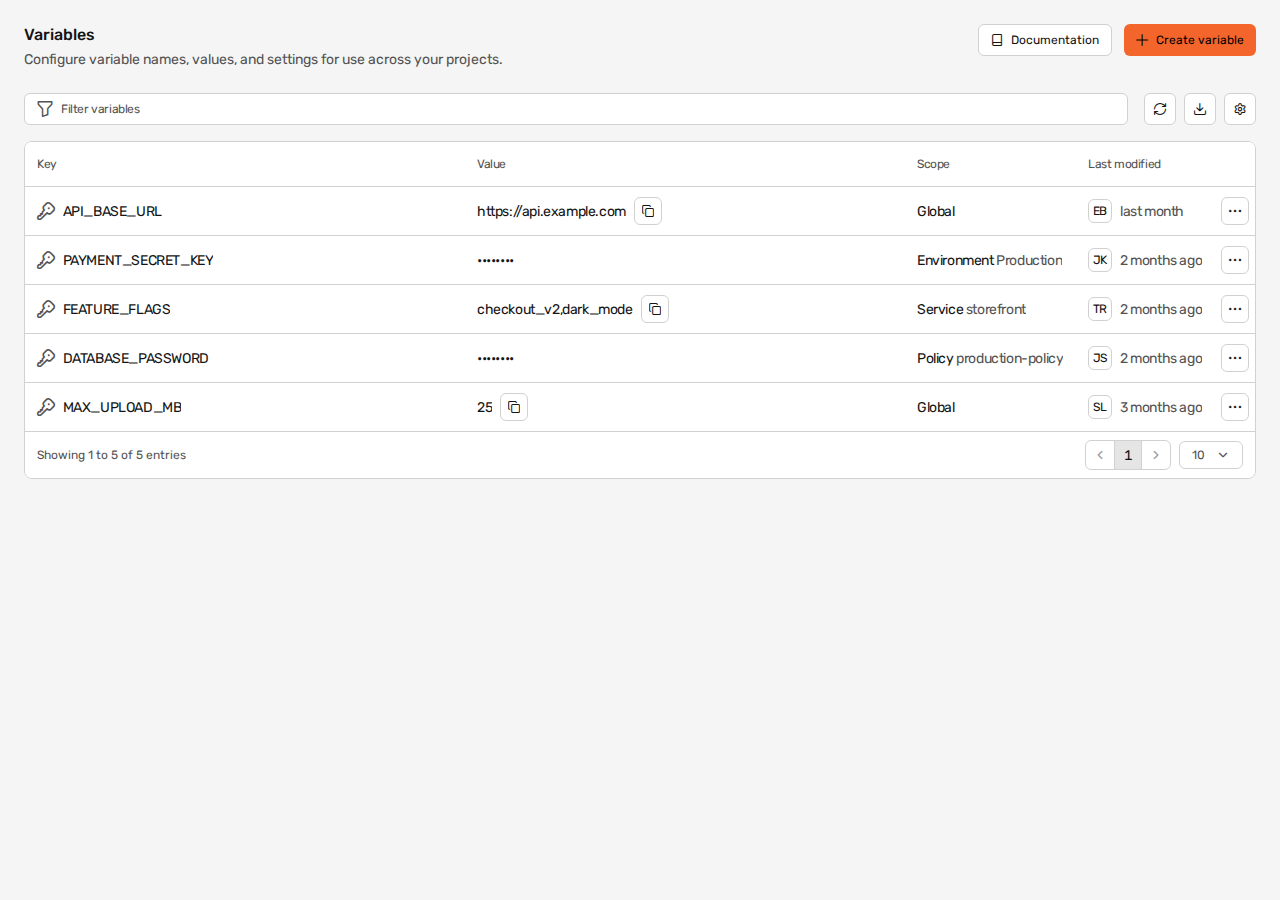 Variables
Configure variable names, values, and settings for use across your projects.
Documentation
Create variable
Filter variables
Key Value Scope Last modified
API_BASE_URL https://api.example.com Global EB last month
PAYMENT_SECRET_KEY •••••••• Environment Production JK 2 months ago
FEATURE_FLAGS checkout_v2,dark_mode Service storefront TR 2 months ago
DATABASE_PASSWORD •••••••• Policy production-policy JS 2 months ago
MAX_UPLOAD_MB 25 Global SL 3 months ago
Showing 1 to 5 of 5 entries 1 10